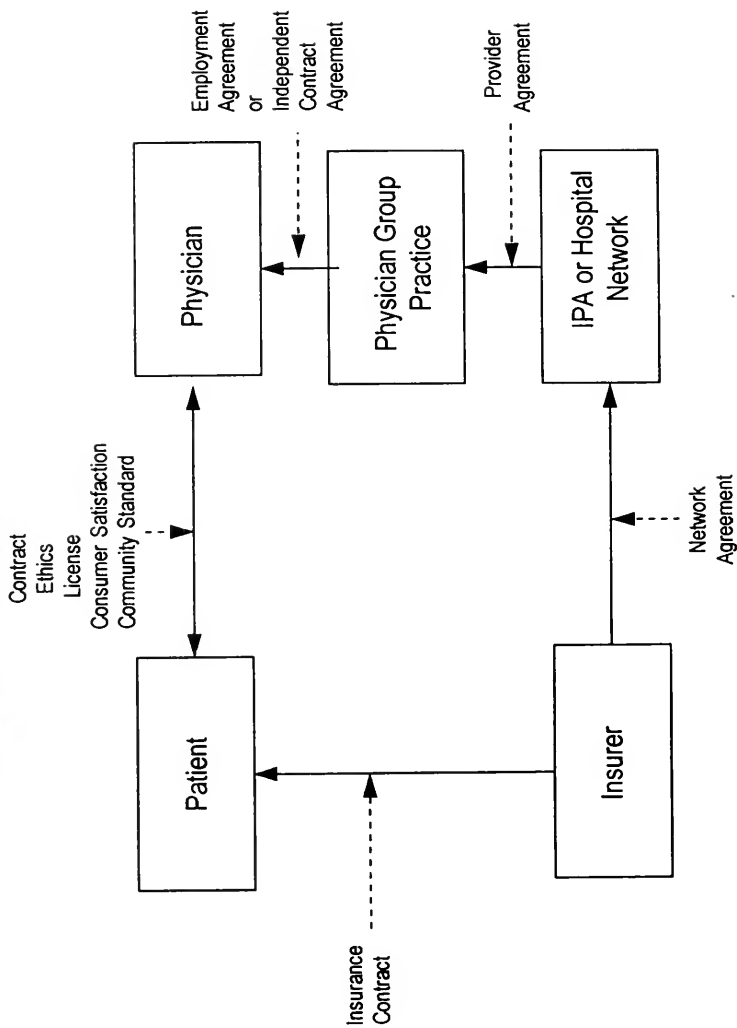 Contract
Ethics
License
Consumer Satisfaction
Community Standard
Patient
Physician
Employment
Agreement
or
Independent
Contract
Agreement
Insurance
Contract
Physician Group
Practice
Provider
Agreement
Insurer
IPA or Hospital
Network
Network
Agreement